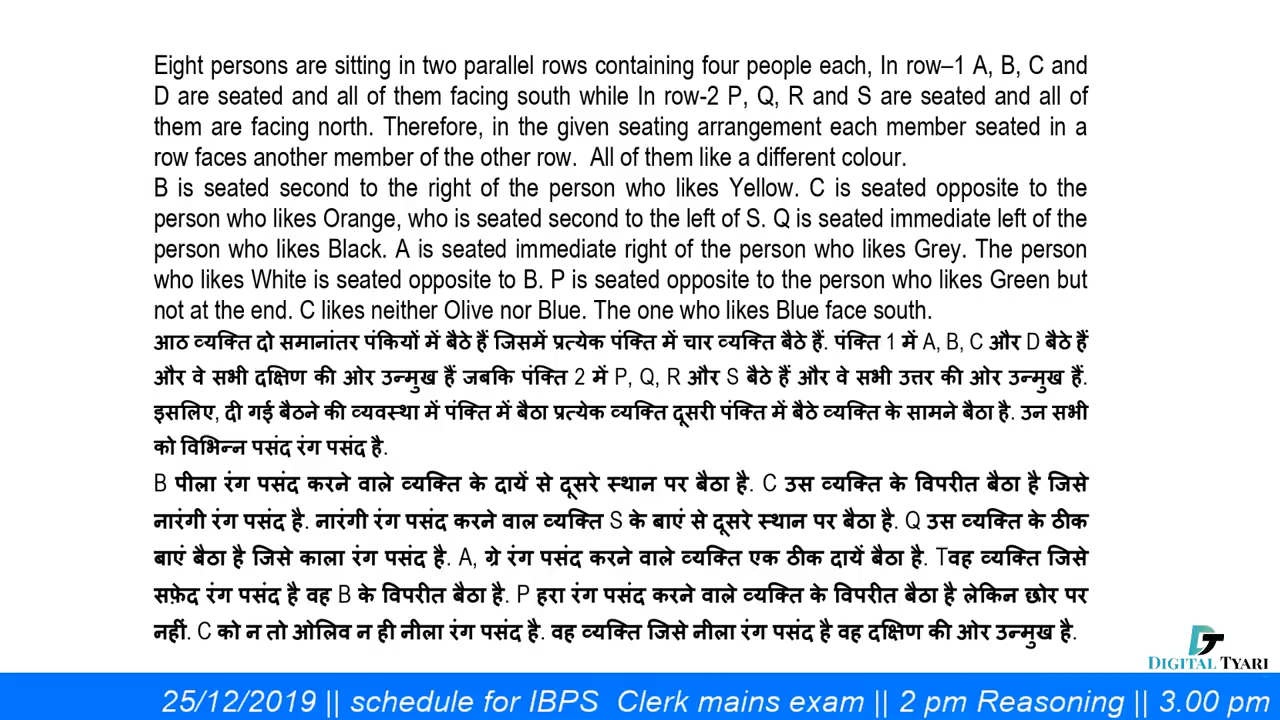 Eight persons are sitting in two parallel rows containing four people each, In row–1 A, B, C and
D are seated and all of them facing south while In row-2 P, Q, R and S are seated and all of
them are facing north. Therefore, in the given seating arrangement each member seated in a
row faces another member of the other row.  All of them like a different colour.
B is seated second to the right of the person who likes Yellow. C is seated opposite to the
person who likes Orange, who is seated second to the left of S. Q is seated immediate left of the
person who likes Black. A is seated immediate right of the person who likes Grey. The person
who likes White is seated opposite to B. P is seated opposite to the person who likes Green but
not at the end. C likes neither Olive nor Blue. The one who likes Blue face south.
आठ व्यक्ति दो समानांतर पंकियों में बैठे हैं जिसमें प्रत्येक पंक्ति में चार व्यक्ति बैठे हैं. पंक्ति 1 में A, B, C और D बैठे हैं
और वे सभी दक्षिण की ओर उन्मुख हैं जबकि पंक्ति 2 में P, Q, R और S बैठे हैं और वे सभी उत्तर की ओर उन्मुख हैं.
इसलिए, दी गई बैठने की व्यवस्था में पंक्ति में बैठा प्रत्येक व्यक्ति दूसरी पंक्ति में बैठे व्यक्ति के सामने बैठा है. उन सभी
को विभिन्न पसंद रंग पसंद है.
B पीला रंग पसंद करने वाले व्यक्ति के दायें से दूसरे स्थान पर बैठा है. C उस व्यक्ति के विपरीत बैठा है जिसे
नारंगी रंग पसंद है. नारंगी रंग पसंद करने वाल व्यक्ति S के बाएं से दूसरे स्थान पर बैठा है. Q उस व्यक्ति के ठीक
बाएं बैठा है जिसे काला रंग पसंद है. A, ग्रे रंग पसंद करने वाले व्यक्ति एक ठीक दायें बैठा है. Tवह व्यक्ति जिसे
सफ़ेद रंग पसंद है वह B के विपरीत बैठा है. P हरा रंग पसंद करने वाले व्यक्ति के विपरीत बैठा है लेकिन छोर पर
नहीं. C को न तो ओलिव न ही नीला रंग पसंद है. वह व्यक्ति जिसे नीला रंग पसंद है वह दक्षिण की ओर उन्मुख है.
DIGITAL TYARI
25/12/2019 || schedule for IBPS  Clerk mains exam || 2 pm Reasoning || 3.00 pm